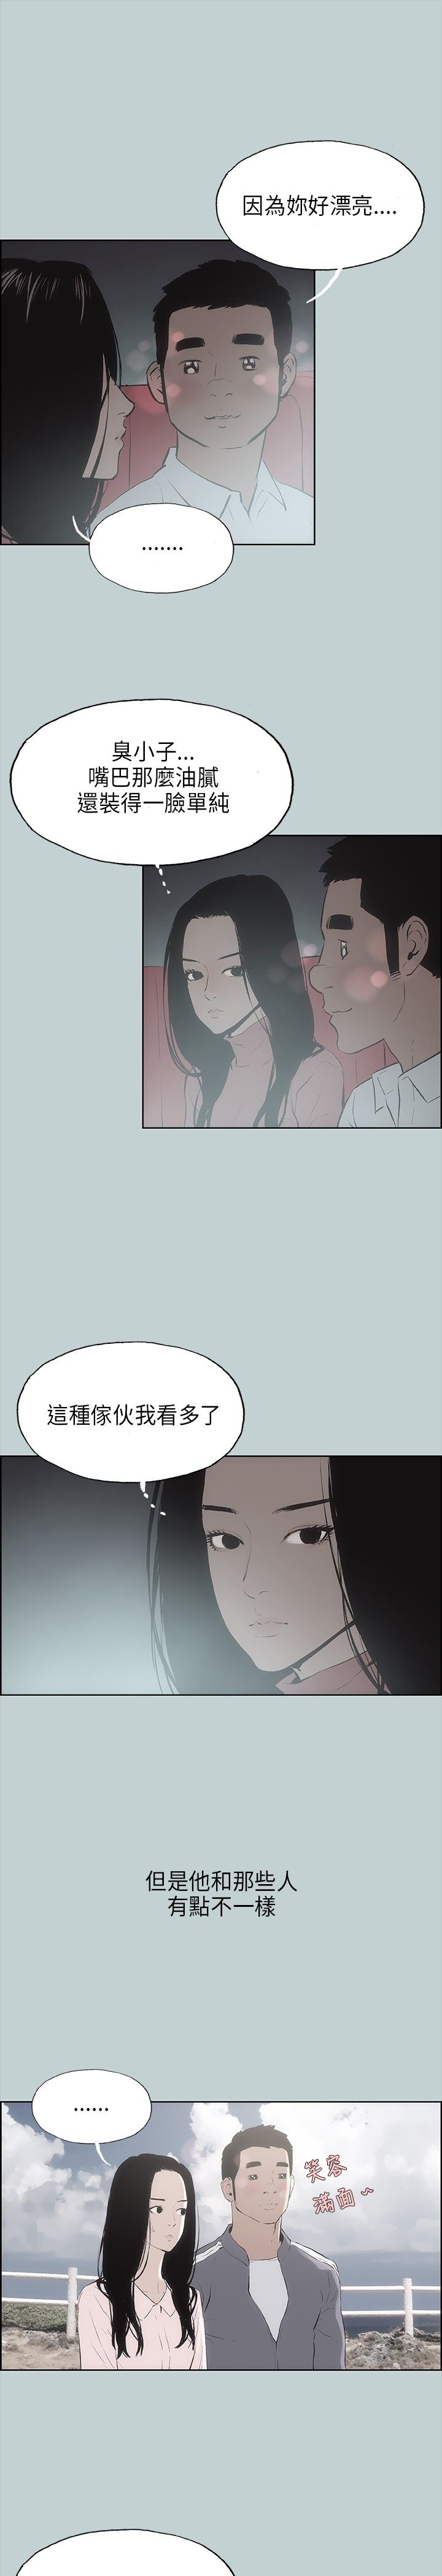 因為妳好漂亮....
.......
臭小子...
嘴巴那麼油膩
還裝得一臉單純
這種傢伙我看多了
但是他和那些人
有點不一樣
......
笑容
滿面~